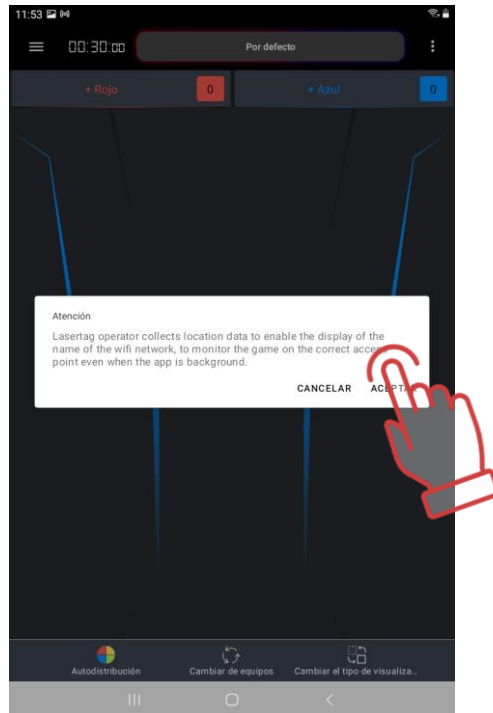 11:53
00:30:00 Por defecto
+ Rojo 0 + Azul 0
Atención
Lasertag operator collects location data to enable the display of the
name of the wifi network, to monitor the game on the correct access
point even when the app is background.
CANCELAR ACEPTAR
Autodistribución Cambiar de equipos Cambiar el tipo de visualiza...